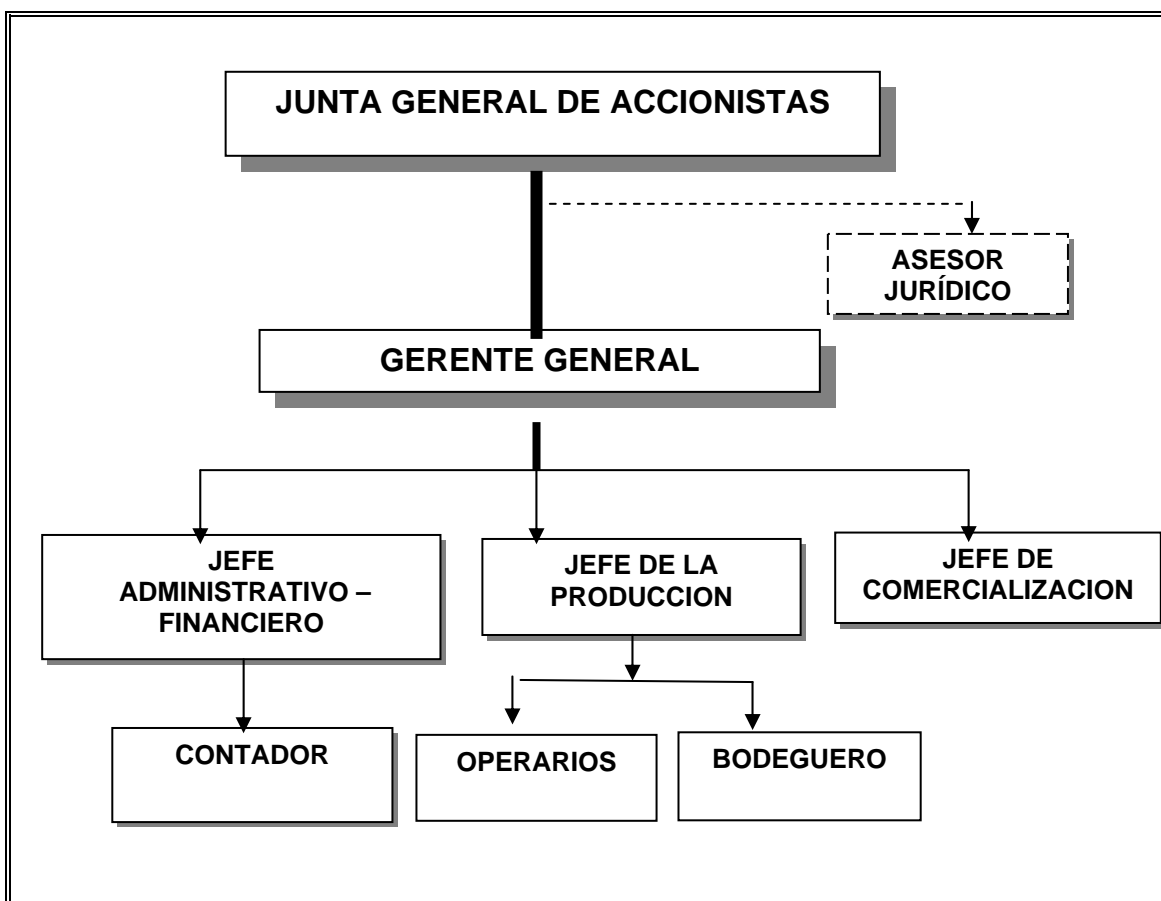 JUNTA GENERAL DE ACCIONISTAS
ASESOR
JURÍDICO
GERENTE GENERAL
JEFE
ADMINISTRATIVO –
FINANCIERO
JEFE DE LA
PRODUCCION
JEFE DE
COMERCIALIZACION
CONTADOR
OPERARIOS
BODEGUERO